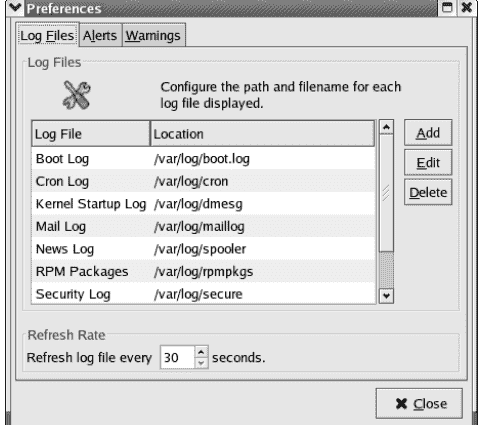 Preferences
Log Files Alerts Warnings
Log Files
Configure the path and filename for each
log file displayed.
Log File Location
Boot Log /var/log/boot.log
Cron Log /var/log/cron
Kernel Startup Log /var/log/dmesg
Mail Log /var/log/maillog
News Log /var/log/spooler
RPM Packages /var/log/rpmpkgs
Security Log /var/log/secure
Add
Edit
Delete
Refresh Rate
Refresh log file every 30 seconds.
Close